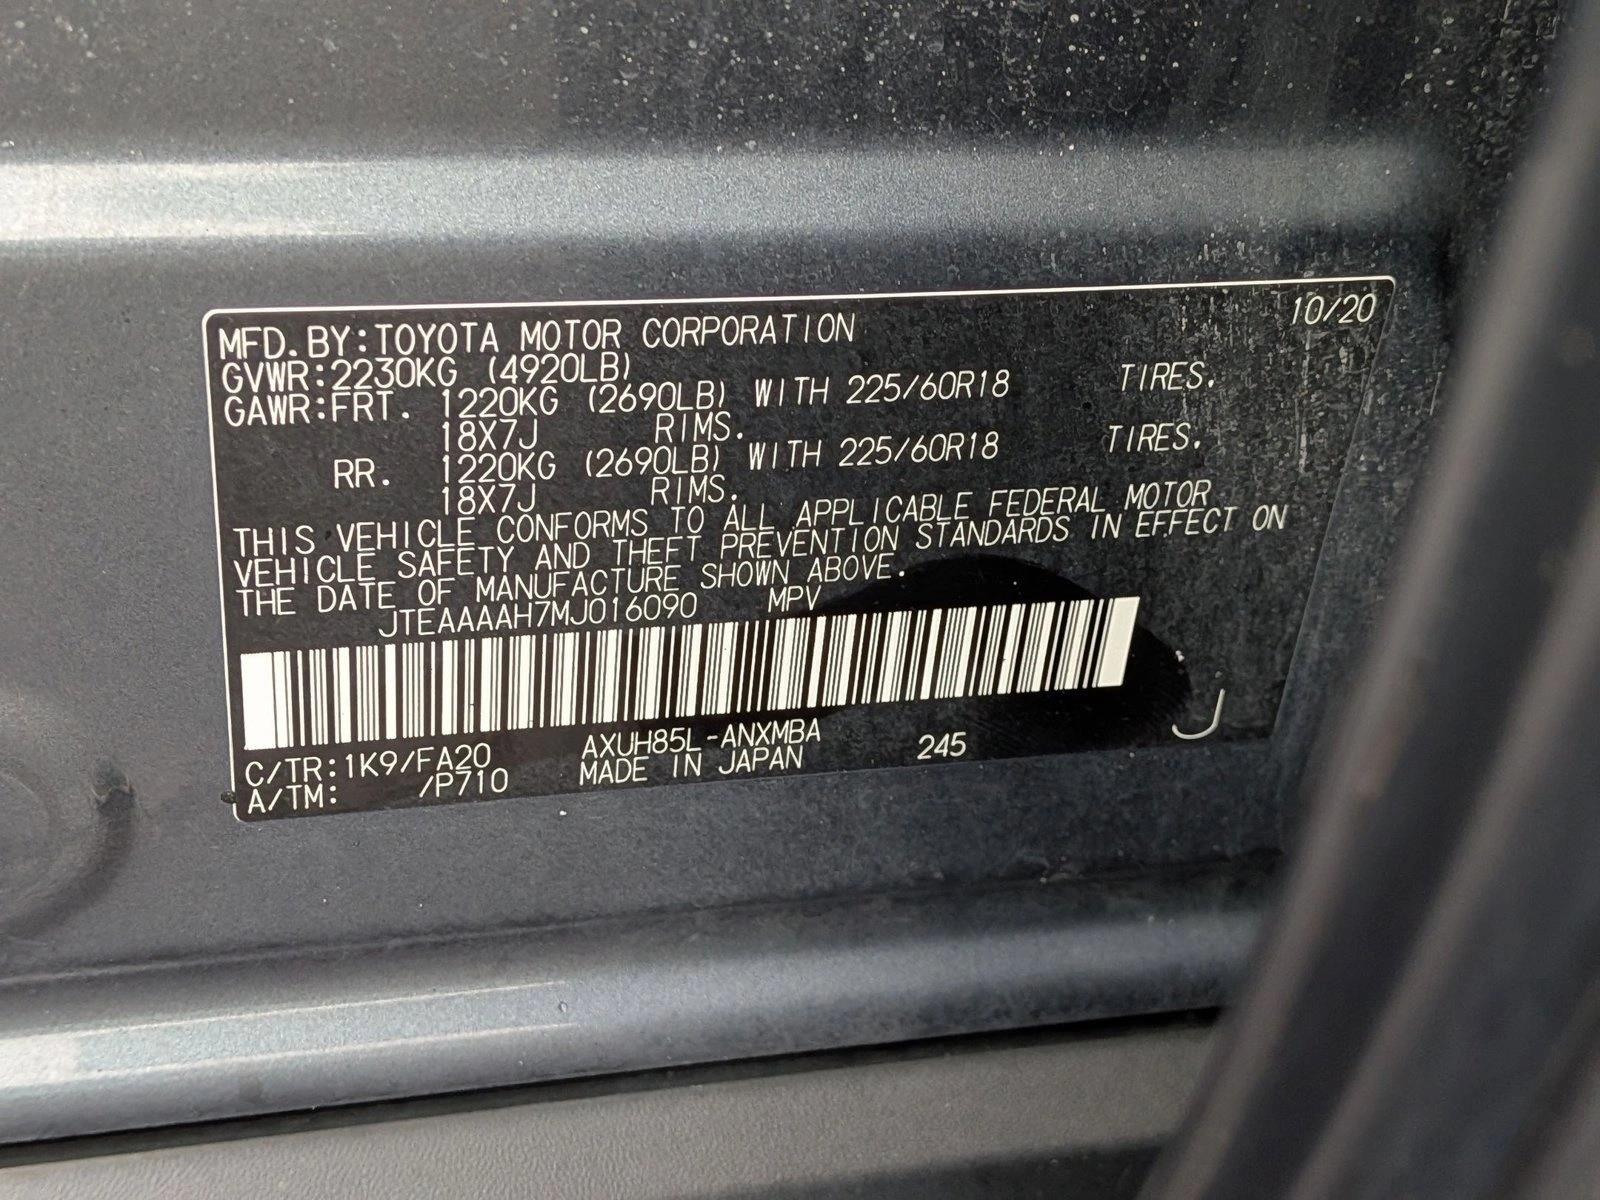 10/20
MFD. BY:TOYOTA MOTOR CORPORATION
GVWR:2230KG (4920LB)
GAWR:FRT. 1220KG (2690LB) WITH 225/60R18 TIRES.
18X7J RIMS.
RR. 1220KG (2690LB) WITH 225/60R18 TIRES.
18X7J RIMS.
THIS VEHICLE CONFORMS TO ALL APPLICABLE FEDERAL MOTOR
VEHICLE SAFETY AND THEFT PREVENTION STANDARDS IN EFFECT ON
THE DATE OF MANUFACTURE SHOWN ABOVE.
JTEAAAAH7MJ016090 MPV
C/TR:1K9/FA20 AXUH85L-ANXMBA 245 J
A/TM: /P710 MADE IN JAPAN